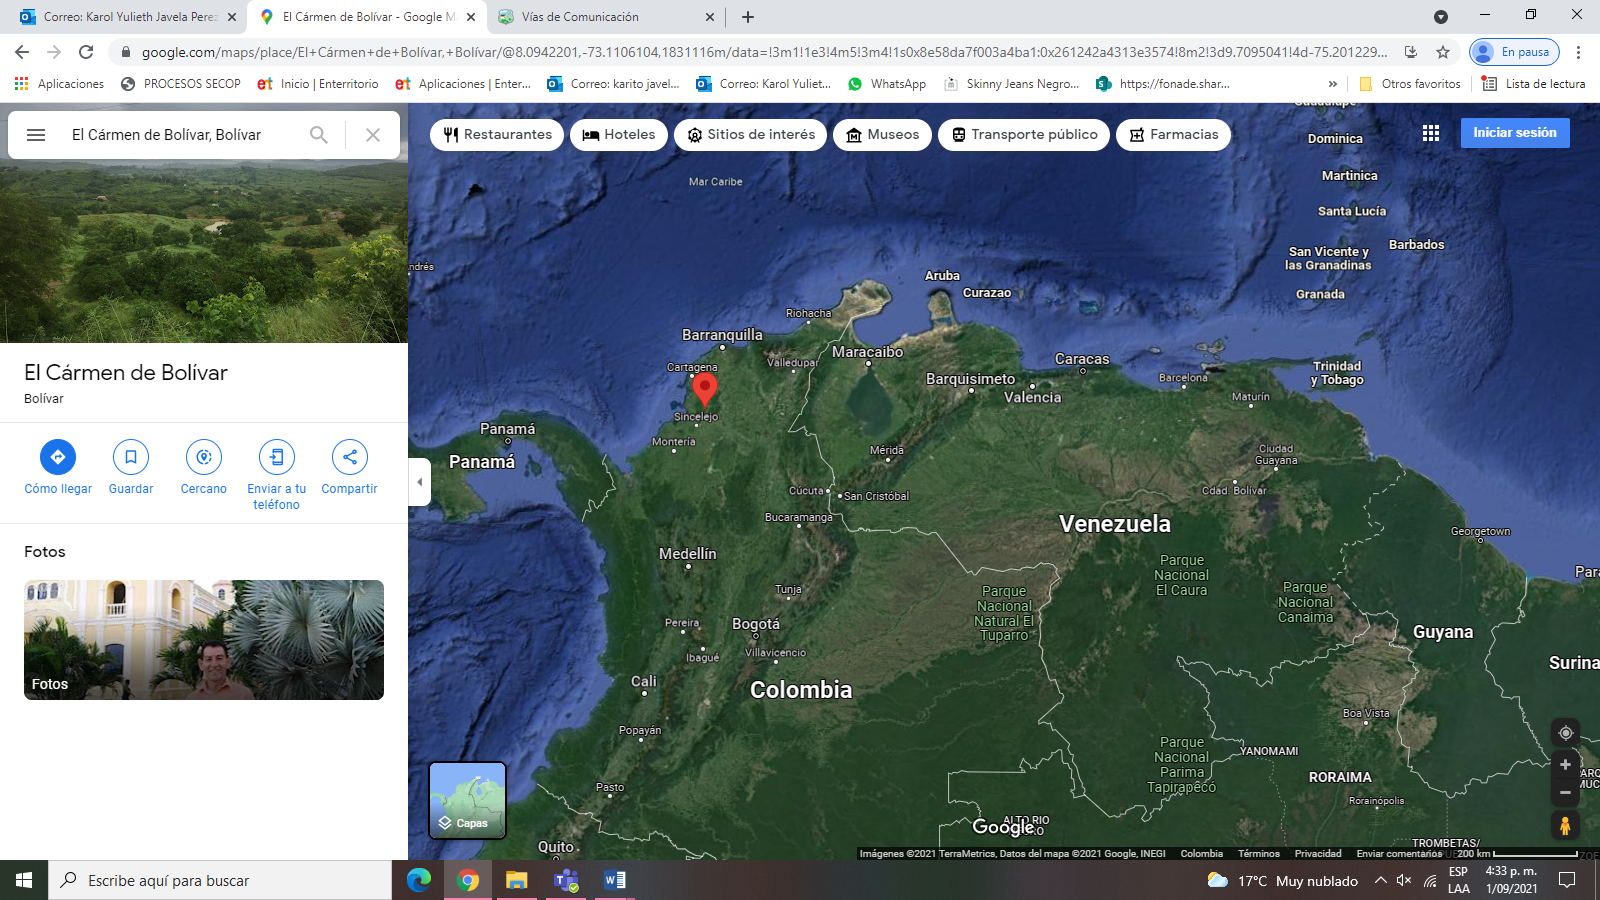 Correo: Karol Yulieth Javela Perez
El Cármen de Bolívar - Google M
Vías de Comunicación
google.com/maps/place/El+Cármen+de+Bolívar,+Bolívar/@8.0942201,-73.1106104,1831116m/data=!3m1!1e3!4m5!3m4!1s0x8e58da7f003a4ba1:0x261242a4313e3574!8m2!3d9.7095041!4d-75.201229...
En pausa
Aplicaciones
PROCESOS SECOP
Inicio | Enterritorio
Aplicaciones | Enter...
Correo: karito javel...
Correo: Karol Yuliet...
WhatsApp
Skinny Jeans Negro...
https://fonade.shar...
»
Otros favoritos
Lista de lectura
El Cármen de Bolívar, Bolívar
Restaurantes
Hoteles
Sitios de interés
Museos
Transporte público
Farmacias
Iniciar sesión
El Cármen de Bolívar
Bolívar
Cómo llegar
Guardar
Cercano
Enviar a tu
teléfono
Compartir
Fotos
Fotos
Guadalupe
Dominica
Mar Caribe
Martinica
Santa Lucía
San Vicente y
las Granadinas
Barbados
ndrés
Aruba
Curazao
Granada
Riohacha
Barranquilla
Maracaibo
Valledupar
Cartagena
Caracas
Trinidad
y Tobago
Barquisimeto
Barcelona
Valencia
Maturín
Sincelejo
Panamá
Montería
Panamá
Mérida
Ciudad
Guayana
Cúcuta
San Cristóbal
Cdad. Bolívar
Bucaramanga
Venezuela
Georgetown
Medellín
Parque
Nacional
El Caura
Para
Tunja
Parque
Nacional
Natural El
Tuparro
Parque
Nacional
Canaima
Pereira
Bogotá
Guyana
Ibagué
Villavicencio
Surina
Cali
Colombia
Boa Vista
Popayán
Parque
Nacional
Parima
Tapirapecó
YANOMAMI
RORAIMA
Pasto
Rorainópolis
Capas
Google
ALTO RIO
Quito
TROMBETAS/
Imágenes ©2021 TerraMetrics, Datos del mapa ©2021 Google, INEGI
Colombia
Términos
Privacidad
Enviar comentarios
200 km
Escribe aquí para buscar
17°C Muy nublado
ESP
LAA
4:33 p. m.
1/09/2021